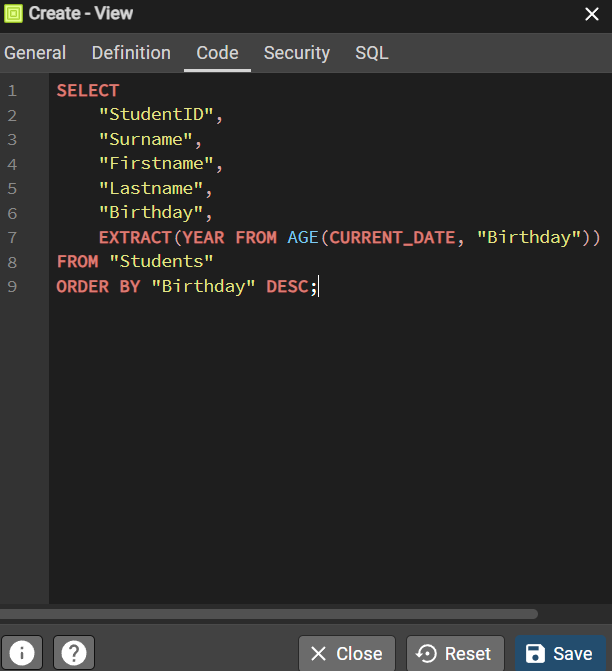 Create - View
General Definition Code Security SQL
1 SELECT
2 "StudentID",
3 "Surname",
4 "Firstname",
5 "Lastname",
6 "Birthday",
7 EXTRACT(YEAR FROM AGE(CURRENT_DATE, "Birthday"))
8 FROM "Students"
9 ORDER BY "Birthday" DESC;
Close Reset Save